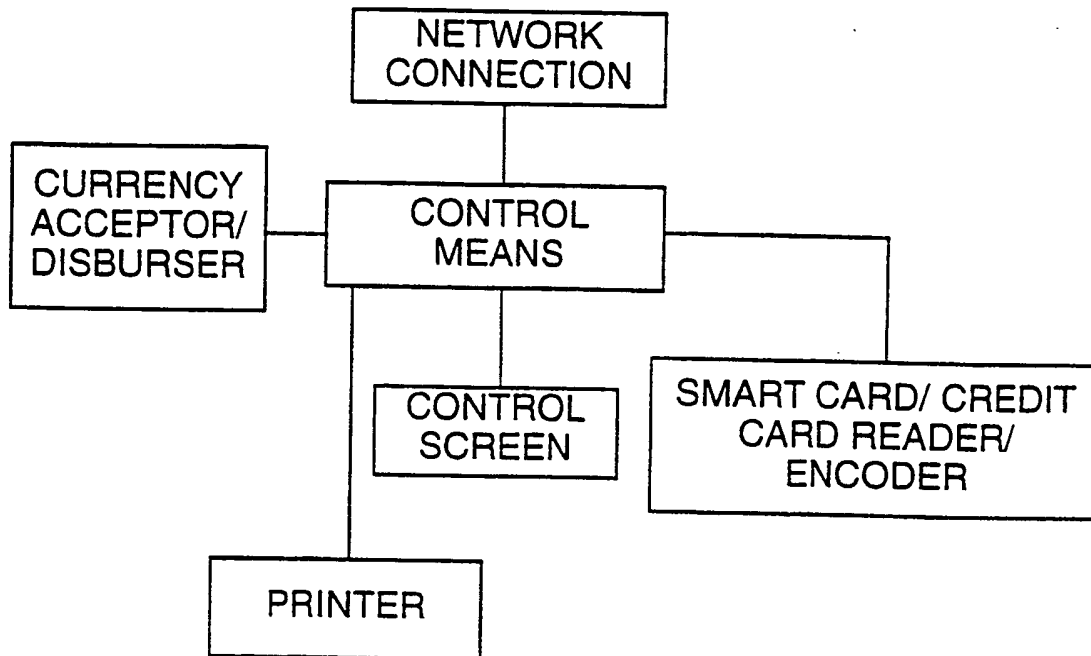 NETWORK
CONNECTION
CURRENCY
ACCEPTOR/
DISBURSER
CONTROL
MEANS
CONTROL
SCREEN
SMART CARD/ CREDIT
CARD READER/
ENCODER
PRINTER